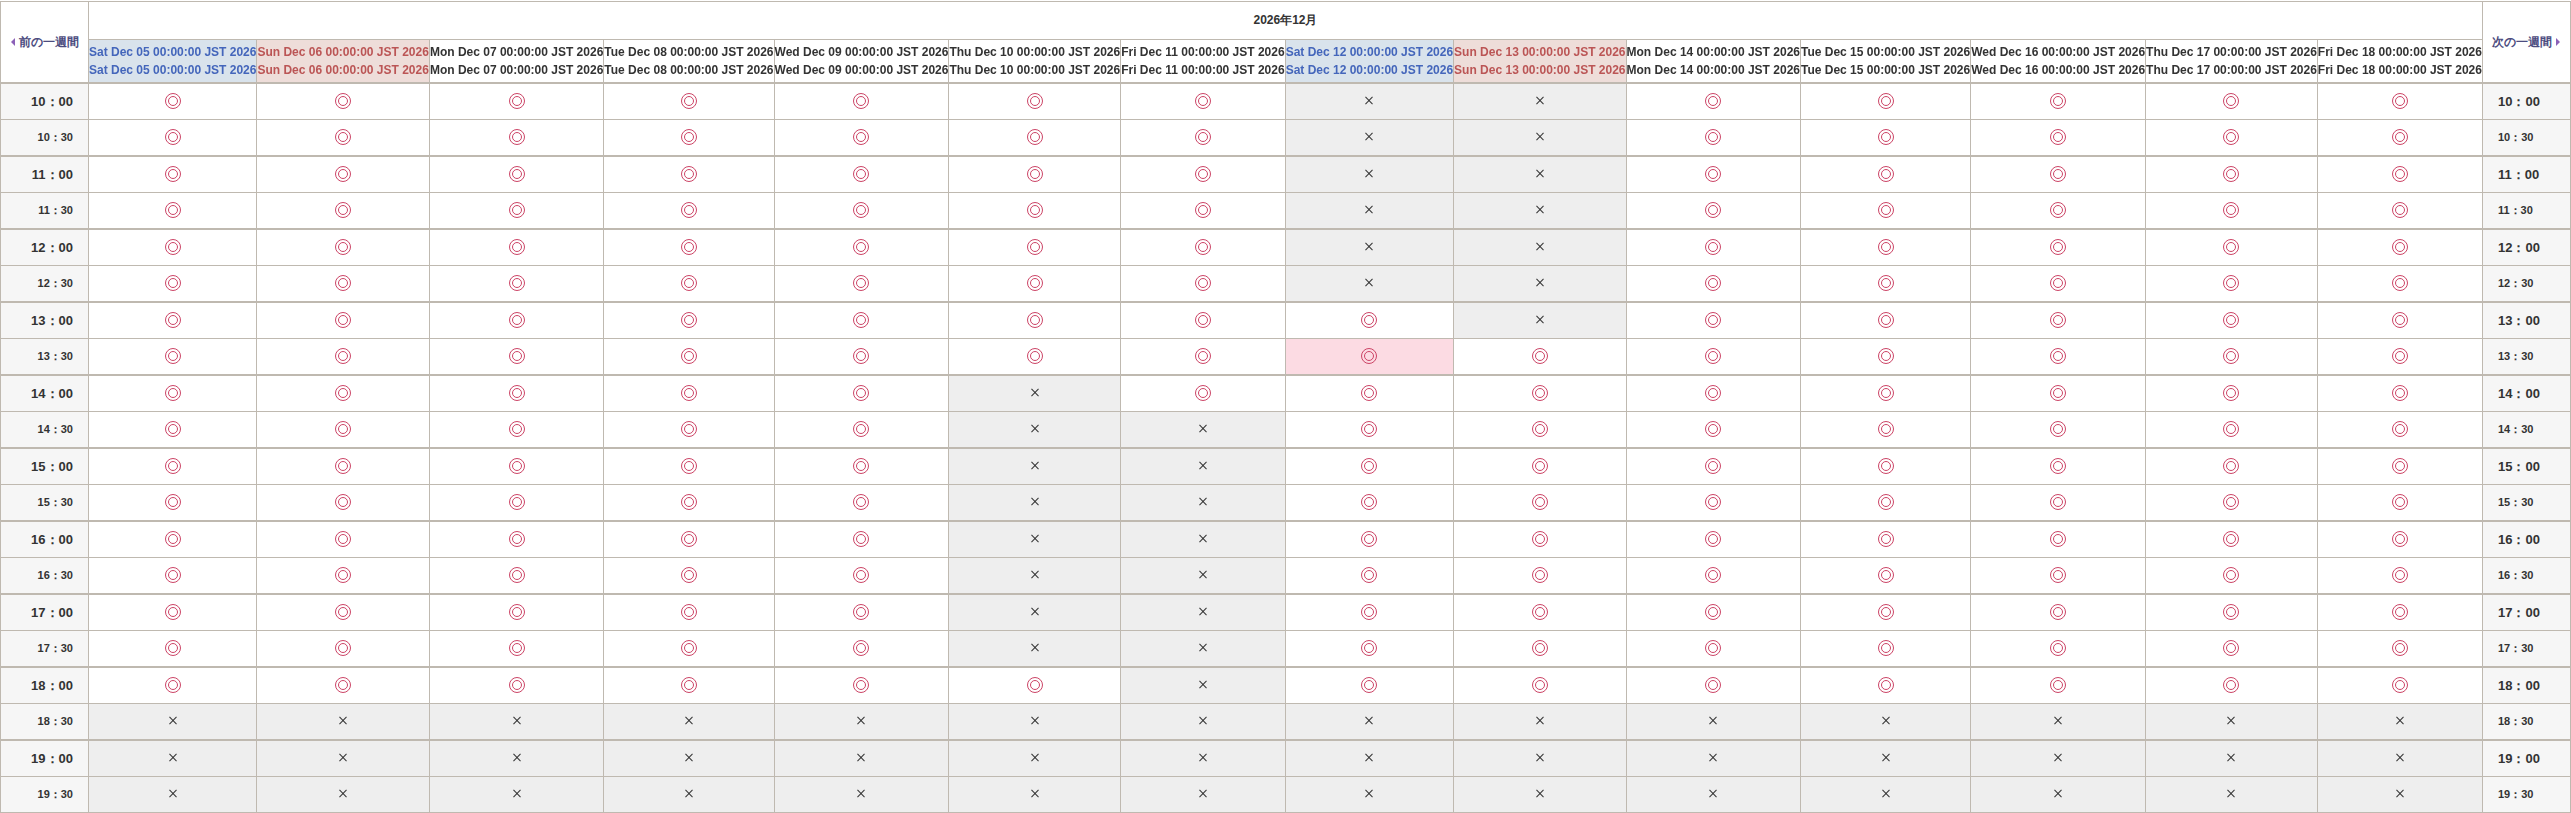 2026年12月
前の一週間
次の一週間
Sat Dec 05 00:00:00 JST 2026 Sun Dec 06 00:00:00 JST 2026 Mon Dec 07 00:00:00 JST 2026 Tue Dec 08 00:00:00 JST 2026 Wed Dec 09 00:00:00 JST 2026 Thu Dec 10 00:00:00 JST 2026 Fri Dec 11 00:00:00 JST 2026 Sat Dec 12 00:00:00 JST 2026 Sun Dec 13 00:00:00 JST 2026 Mon Dec 14 00:00:00 JST 2026 Tue Dec 15 00:00:00 JST 2026 Wed Dec 16 00:00:00 JST 2026 Thu Dec 17 00:00:00 JST 2026 Fri Dec 18 00:00:00 JST 2026
Sat Dec 05 00:00:00 JST 2026 Sun Dec 06 00:00:00 JST 2026 Mon Dec 07 00:00:00 JST 2026 Tue Dec 08 00:00:00 JST 2026 Wed Dec 09 00:00:00 JST 2026 Thu Dec 10 00:00:00 JST 2026 Fri Dec 11 00:00:00 JST 2026 Sat Dec 12 00:00:00 JST 2026 Sun Dec 13 00:00:00 JST 2026 Mon Dec 14 00:00:00 JST 2026 Tue Dec 15 00:00:00 JST 2026 Wed Dec 16 00:00:00 JST 2026 Thu Dec 17 00:00:00 JST 2026 Fri Dec 18 00:00:00 JST 2026
10：00 ◎ ◎ ◎ ◎ ◎ ◎ ◎ × × ◎ ◎ ◎ ◎ ◎ 10：00
10：30 ◎ ◎ ◎ ◎ ◎ ◎ ◎ × × ◎ ◎ ◎ ◎ ◎ 10：30
11：00 ◎ ◎ ◎ ◎ ◎ ◎ ◎ × × ◎ ◎ ◎ ◎ ◎ 11：00
11：30 ◎ ◎ ◎ ◎ ◎ ◎ ◎ × × ◎ ◎ ◎ ◎ ◎ 11：30
12：00 ◎ ◎ ◎ ◎ ◎ ◎ ◎ × × ◎ ◎ ◎ ◎ ◎ 12：00
12：30 ◎ ◎ ◎ ◎ ◎ ◎ ◎ × × ◎ ◎ ◎ ◎ ◎ 12：30
13：00 ◎ ◎ ◎ ◎ ◎ ◎ ◎ ◎ × ◎ ◎ ◎ ◎ ◎ 13：00
13：30 ◎ ◎ ◎ ◎ ◎ ◎ ◎ ◎ ◎ ◎ ◎ ◎ ◎ ◎ 13：30
14：00 ◎ ◎ ◎ ◎ ◎ × ◎ ◎ ◎ ◎ ◎ ◎ ◎ ◎ 14：00
14：30 ◎ ◎ ◎ ◎ ◎ × × ◎ ◎ ◎ ◎ ◎ ◎ ◎ 14：30
15：00 ◎ ◎ ◎ ◎ ◎ × × ◎ ◎ ◎ ◎ ◎ ◎ ◎ 15：00
15：30 ◎ ◎ ◎ ◎ ◎ × × ◎ ◎ ◎ ◎ ◎ ◎ ◎ 15：30
16：00 ◎ ◎ ◎ ◎ ◎ × × ◎ ◎ ◎ ◎ ◎ ◎ ◎ 16：00
16：30 ◎ ◎ ◎ ◎ ◎ × × ◎ ◎ ◎ ◎ ◎ ◎ ◎ 16：30
17：00 ◎ ◎ ◎ ◎ ◎ × × ◎ ◎ ◎ ◎ ◎ ◎ ◎ 17：00
17：30 ◎ ◎ ◎ ◎ ◎ × × ◎ ◎ ◎ ◎ ◎ ◎ ◎ 17：30
18：00 ◎ ◎ ◎ ◎ ◎ ◎ × ◎ ◎ ◎ ◎ ◎ ◎ ◎ 18：00
18：30 × × × × × × × × × × × × × × 18：30
19：00 × × × × × × × × × × × × × × 19：00
19：30 × × × × × × × × × × × × × × 19：30